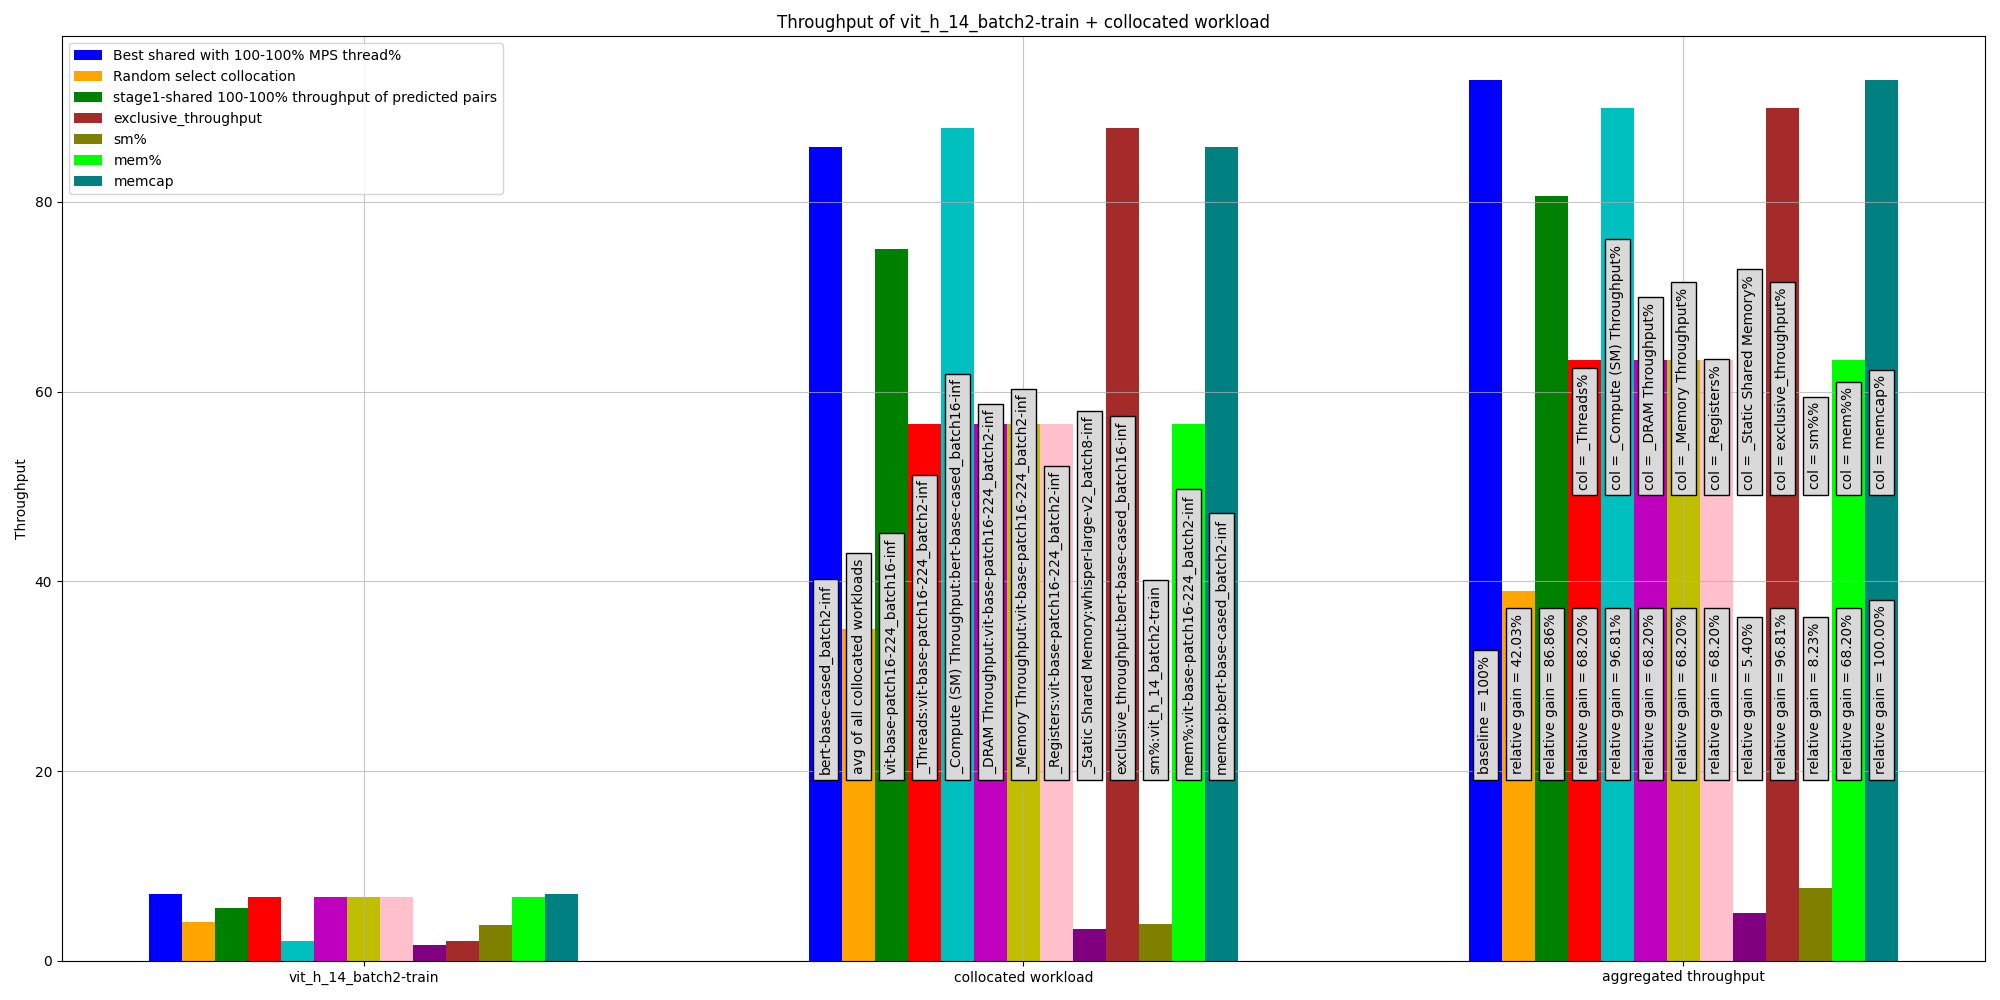 Throughput of vit_h_14_batch2-train + collocated workload
Best shared with 100-100% MPS thread%
Random select collocation
stage1-shared 100-100% throughput of predicted pairs
exclusive_throughput
sm%
mem%
memcap
Throughput
80
60
40
20
0
bert-base-cased_batch2-inf
avg of all collocated workloads
vit-base-patch16-224_batch16-inf
_Threads:vit-base-patch16-224_batch2-inf
_Compute (SM) Throughput:bert-base-cased_batch16-inf
_DRAM Throughput:vit-base-patch16-224_batch2-inf
_Memory Throughput:vit-base-patch16-224_batch2-inf
_Registers:vit-base-patch16-224_batch2-inf
_Static Shared Memory:whisper-large-v2_batch8-inf
exclusive_throughput:bert-base-cased_batch16-inf
sm%:vit_h_14_batch2-train
mem%:vit-base-patch16-224_batch2-inf
memcap:bert-base-cased_batch2-inf
col = _Threads%
col = _Compute (SM) Throughput%
col = _DRAM Throughput%
col = _Memory Throughput%
col = _Registers%
col = _Static Shared Memory%
col = exclusive_throughput%
col = sm%%
col = mem%%
col = memcap%
baseline = 100%
relative gain = 42.03%
relative gain = 86.86%
relative gain = 68.20%
relative gain = 96.81%
relative gain = 68.20%
relative gain = 68.20%
relative gain = 68.20%
relative gain = 5.40%
relative gain = 96.81%
relative gain = 8.23%
relative gain = 68.20%
relative gain = 100.00%
vit_h_14_batch2-train
collocated workload
aggregated throughput